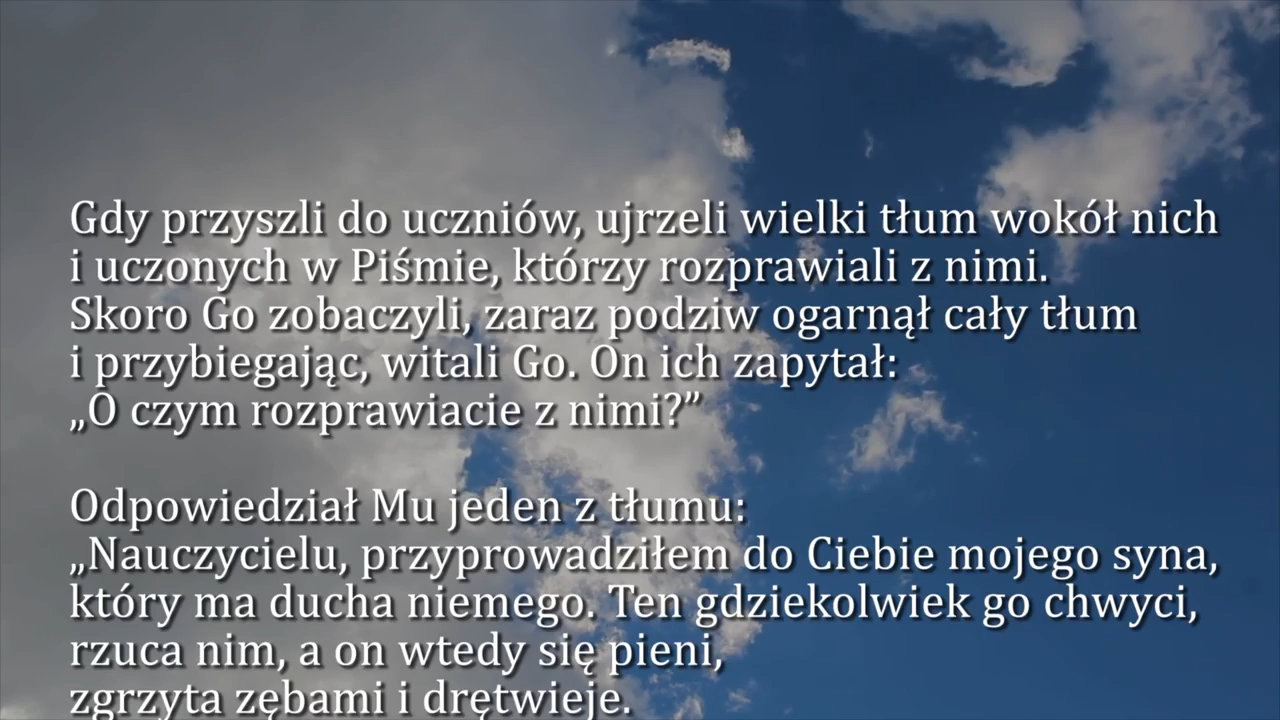 Gdy przyszli do uczniów, ujrzeli wielki tłum wokół nich
i uczonych w Piśmie, którzy rozprawiali z nimi.
Skoro Go zobaczyli, zaraz podziw ogarnął cały tłum
i przybiegając, witali Go. On ich zapytał:
„O czym rozprawiacie z nimi?”
Odpowiedział Mu jeden z tłumu:
„Nauczycielu, przyprowadziłem do Ciebie mojego syna,
który ma ducha niemego. Ten gdziekolwiek go chwyci,
rzuca nim, a on wtedy się pieni,
zgrzyta zębami i drętwieje.